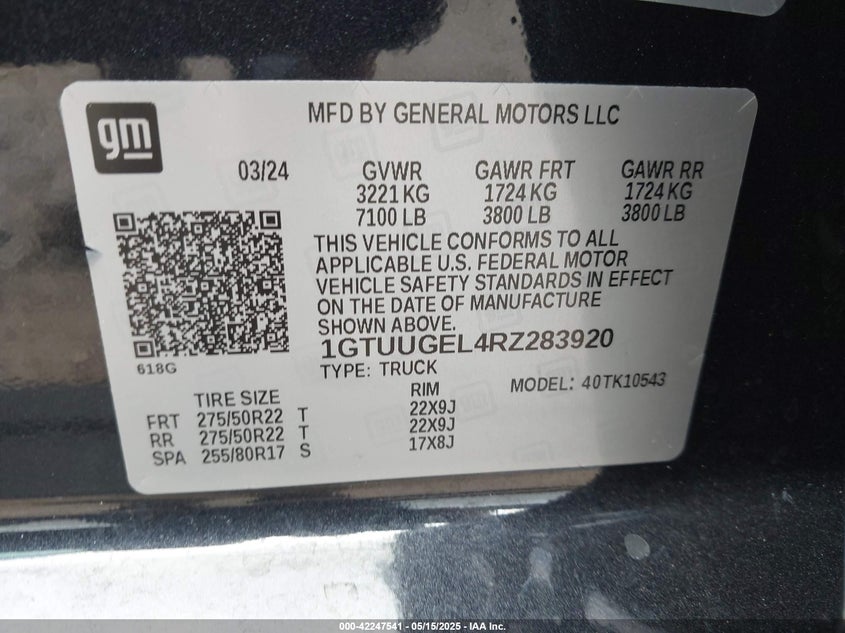 gm
MFD BY GENERAL MOTORS LLC
03/24 GVWR GAWR FRT GAWR RR
3221 KG 1724 KG 1724 KG
7100 LB 3800 LB 3800 LB
THIS VEHICLE CONFORMS TO ALL
APPLICABLE U.S. FEDERAL MOTOR
VEHICLE SAFETY STANDARDS IN EFFECT
ON THE DATE OF MANUFACTURE
SHOWN ABOVE.
618G
1GTUUGEL4RZ283920
TYPE: TRUCK
MODEL: 40TK10543
TIRE SIZE RIM
FRT 275/50R22 T 22X9J
RR 275/50R22 T 22X9J
SPA 255/80R17 S 17X8J
000-42247541 - 05/15/2025 - IAA Inc.